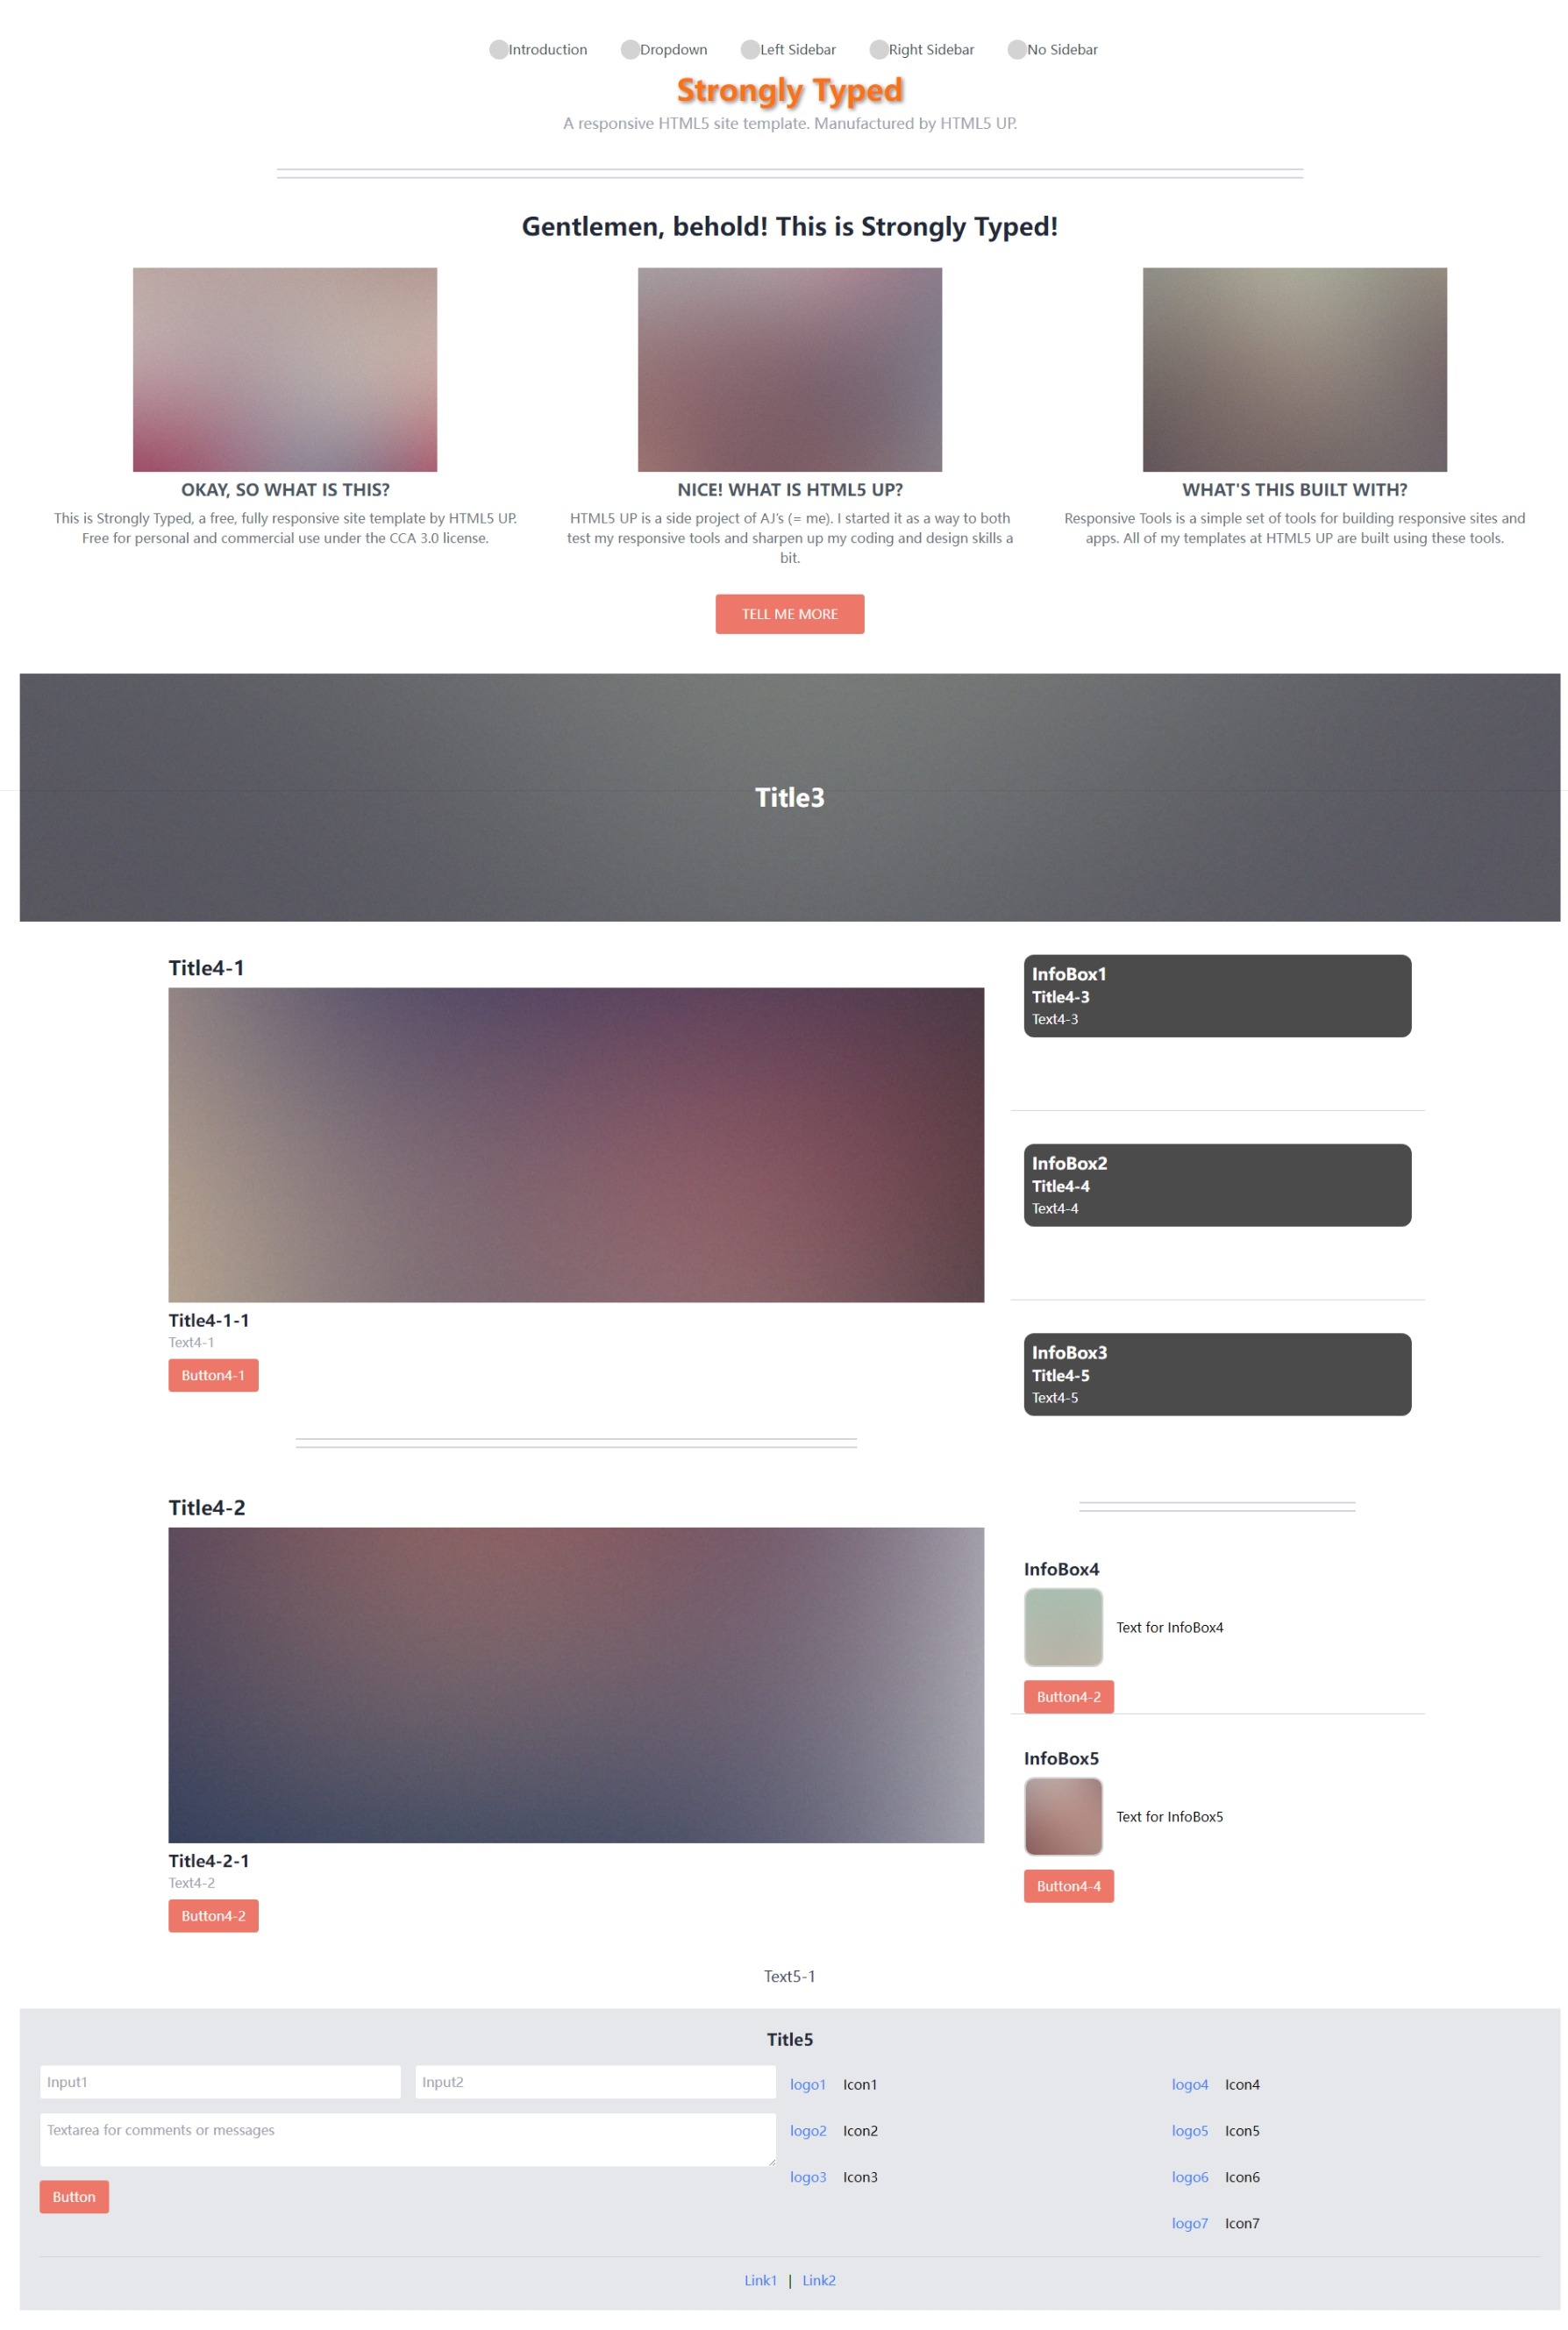 Introduction Dropdown Left Sidebar Right Sidebar No Sidebar
Strongly Typed
A responsive HTML5 site template. Manufactured by HTML5 UP.
Gentlemen, behold! This is Strongly Typed!
OKAY, SO WHAT IS THIS?
This is Strongly Typed, a free, fully responsive site template by HTML5 UP.
Free for personal and commercial use under the CCA 3.0 license.
NICE! WHAT IS HTML5 UP?
HTML5 UP is a side project of AJ's (= me). I started it as a way to both
test my responsive tools and sharpen up my coding and design skills a
bit.
WHAT'S THIS BUILT WITH?
Responsive Tools is a simple set of tools for building responsive sites and
apps. All of my templates at HTML5 UP are built using these tools.
TELL ME MORE
Title3
Title4-1
Title4-1-1
Text4-1
Button4-1
Title4-2
Title4-2-1
Text4-2
Button4-2
InfoBox1
Title4-3
Text4-3
InfoBox2
Title4-4
Text4-4
InfoBox3
Title4-5
Text4-5
InfoBox4
Text for InfoBox4
Button4-2
InfoBox5
Text for InfoBox5
Button4-4
Text5-1
Title5
Input1 Input2
Textarea for comments or messages
Button
logo1 Icon1
logo2 Icon2
logo3 Icon3
logo4 Icon4
logo5 Icon5
logo6 Icon6
logo7 Icon7
Link1 | Link2